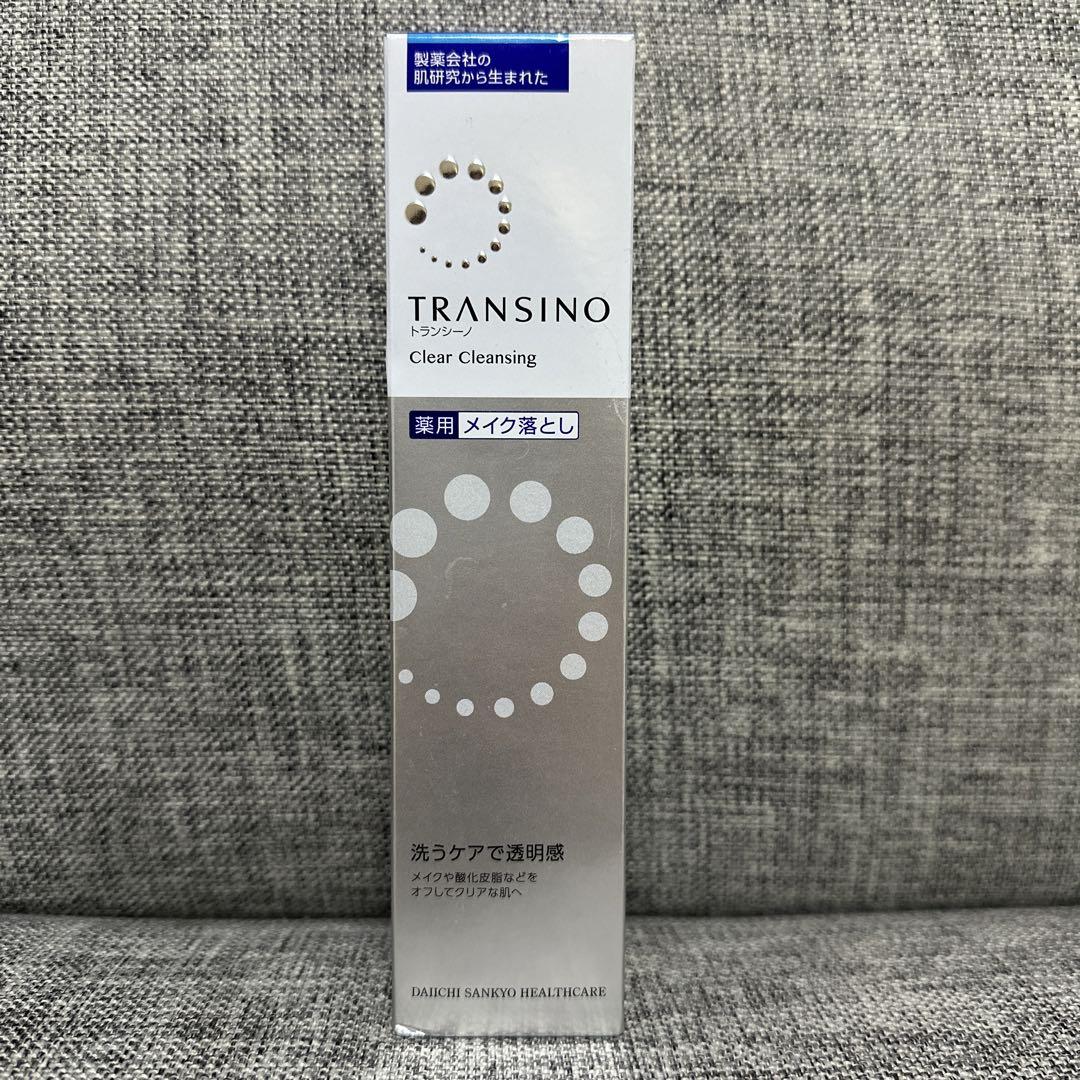 製薬会社の
肌研究から生まれた
TRANSINO
トランシーノ
Clear Cleansing
薬用 メイク落とし
洗うケアで透明感
メイクや酸化皮脂などを
オフしてクリアな肌へ
DAIICHI SANKYO HEALTHCARE